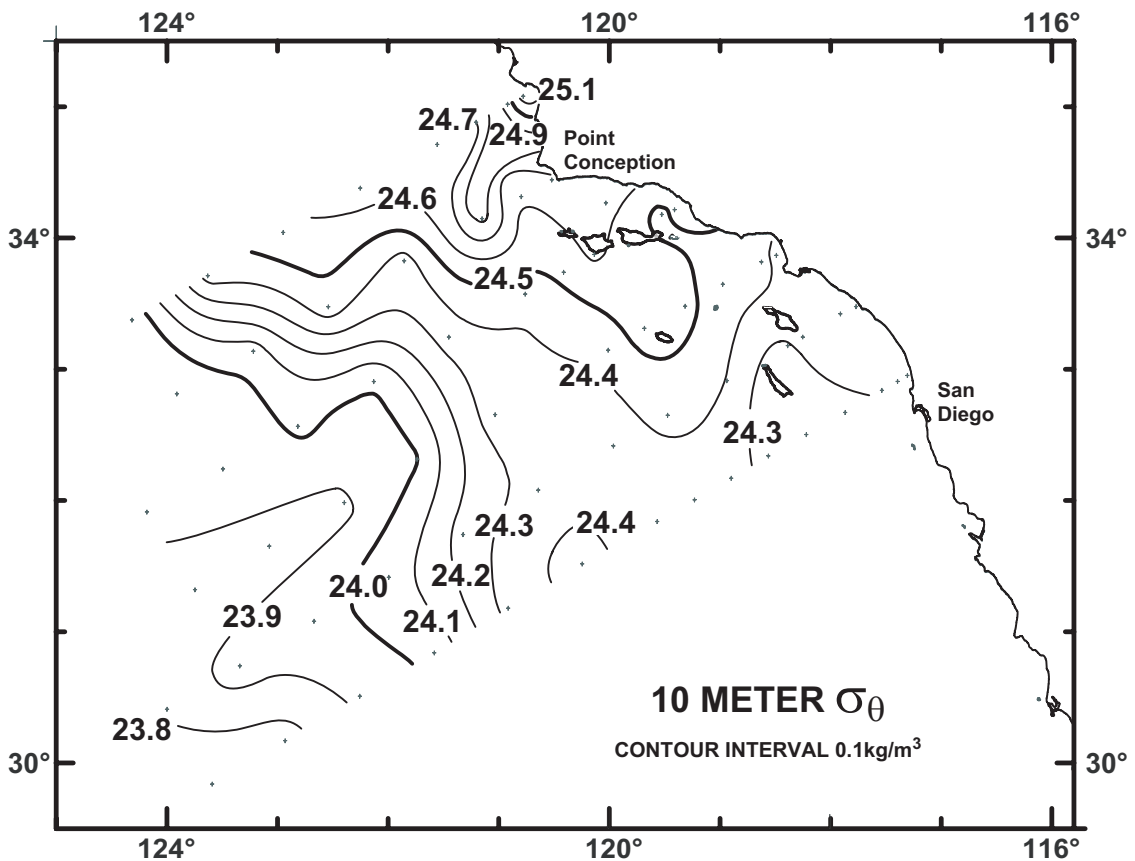 124° 120° 116°
25.1
24.7
24.9
Point
Conception
24.6
34° 34°
24.5
24.4
San
Diego
24.3
24.3
24.4
24.2
24.0
23.9
24.1
10 METER σθ
23.8
CONTOUR INTERVAL 0.1kg/m³
30° 30°
124° 120° 116°